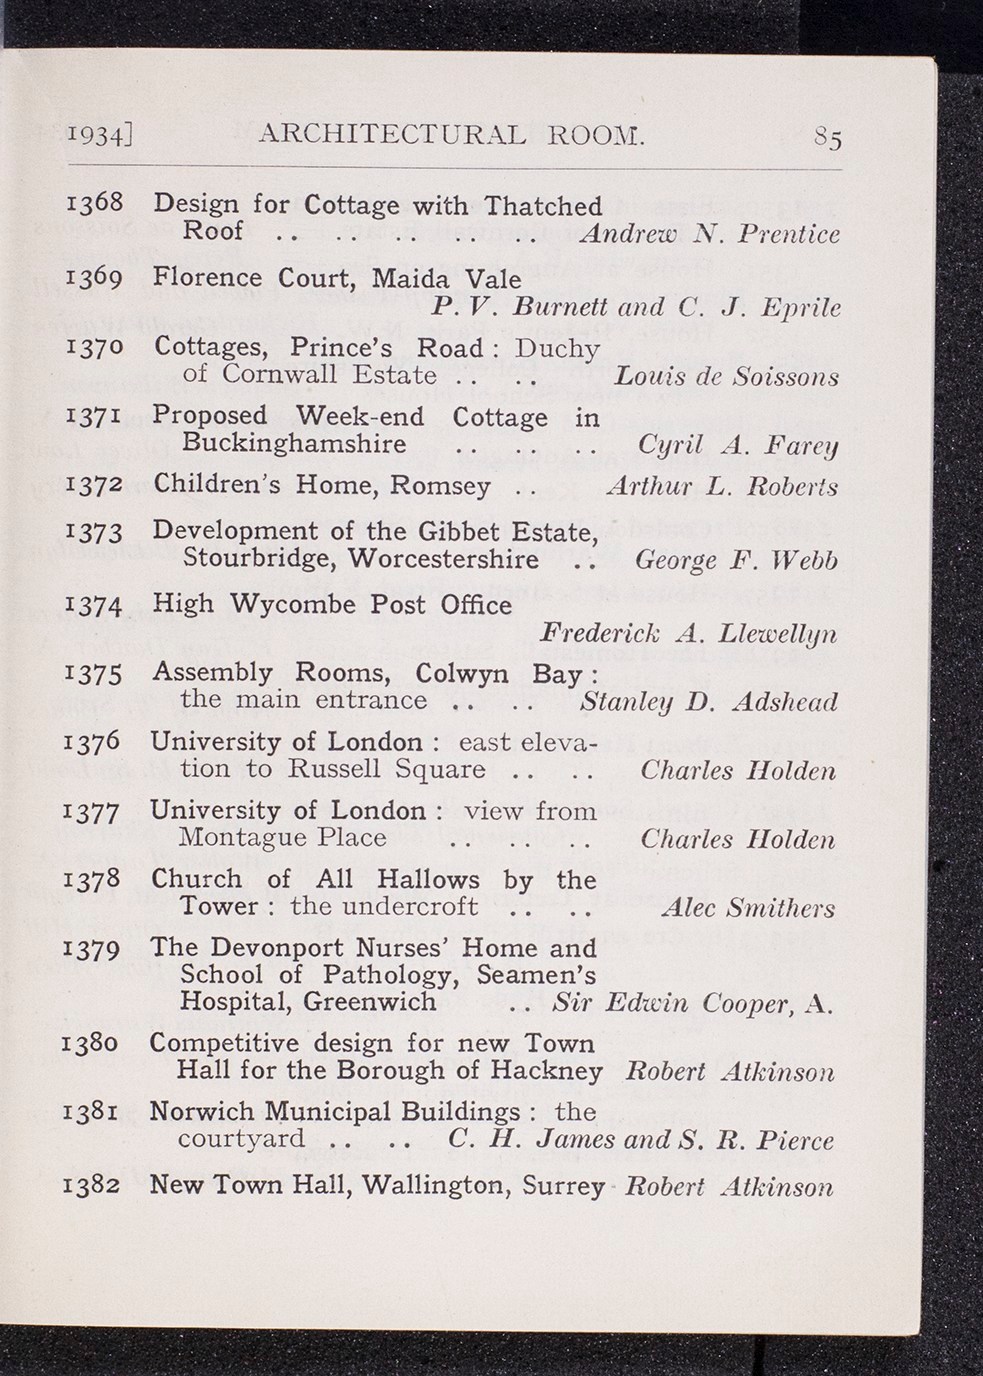 1934] ARCHITECTURAL ROOM. 85
1368 Design for Cottage with Thatched
Roof .. .. .. .. .. Andrew N. Prentice
1369 Florence Court, Maida Vale
P. V. Burnett and C. J. Eprile
1370 Cottages, Prince's Road : Duchy
of Cornwall Estate .. .. Louis de Soissons
1371 Proposed Week-end Cottage in
Buckinghamshire .. .. .. Cyril A. Farey
1372 Children's Home, Romsey .. Arthur L. Roberts
1373 Development of the Gibbet Estate,
Stourbridge, Worcestershire .. George F. Webb
1374 High Wycombe Post Office
Frederick A. Llewellyn
1375 Assembly Rooms, Colwyn Bay :
the main entrance .. .. Stanley D. Adshead
1376 University of London : east eleva-
tion to Russell Square .. .. Charles Holden
1377 University of London : view from
Montague Place .. .. .. Charles Holden
1378 Church of All Hallows by the
Tower : the undercroft .. .. Alec Smithers
1379 The Devonport Nurses' Home and
School of Pathology, Seamen's
Hospital, Greenwich .. Sir Edwin Cooper, A.
1380 Competitive design for new Town
Hall for the Borough of Hackney Robert Atkinson
1381 Norwich Municipal Buildings : the
courtyard .. .. C. H. James and S. R. Pierce
1382 New Town Hall, Wallington, Surrey Robert Atkinson